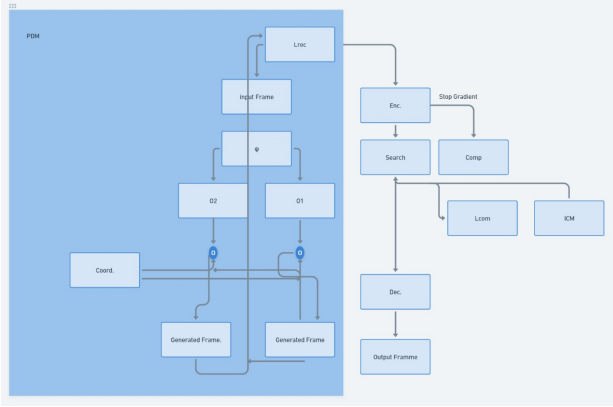 PDM
Lrec
Input Frame
Enc.
Stop Gradient
ψ
Search
Comp
O2
O1
Lcom
ICM
O
O
Coord.
Dec.
Generated Frame.
Generated Frame
Output Framme